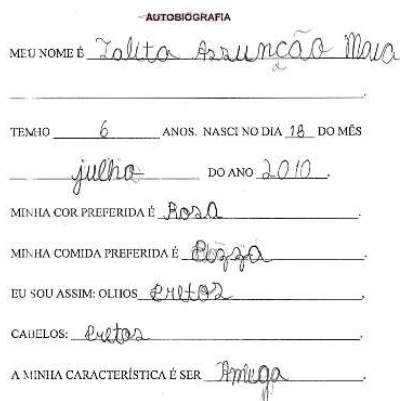 AUTOBIOGRAFIA
MEU NOME É Talita Assunção Maia
TENHO 6 ANOS. NASCI NO DIA 18 DO MÊS
julho DO ANO 2010.
MINHA COR PREFERIDA É Rosa.
MINHA COMIDA PREFERIDA É Pizza.
EU SOU ASSIM: OLHOS Pretos.
CABELOS: Pretos.
A MINHA CARACTERÍSTICA É SER Amiga.